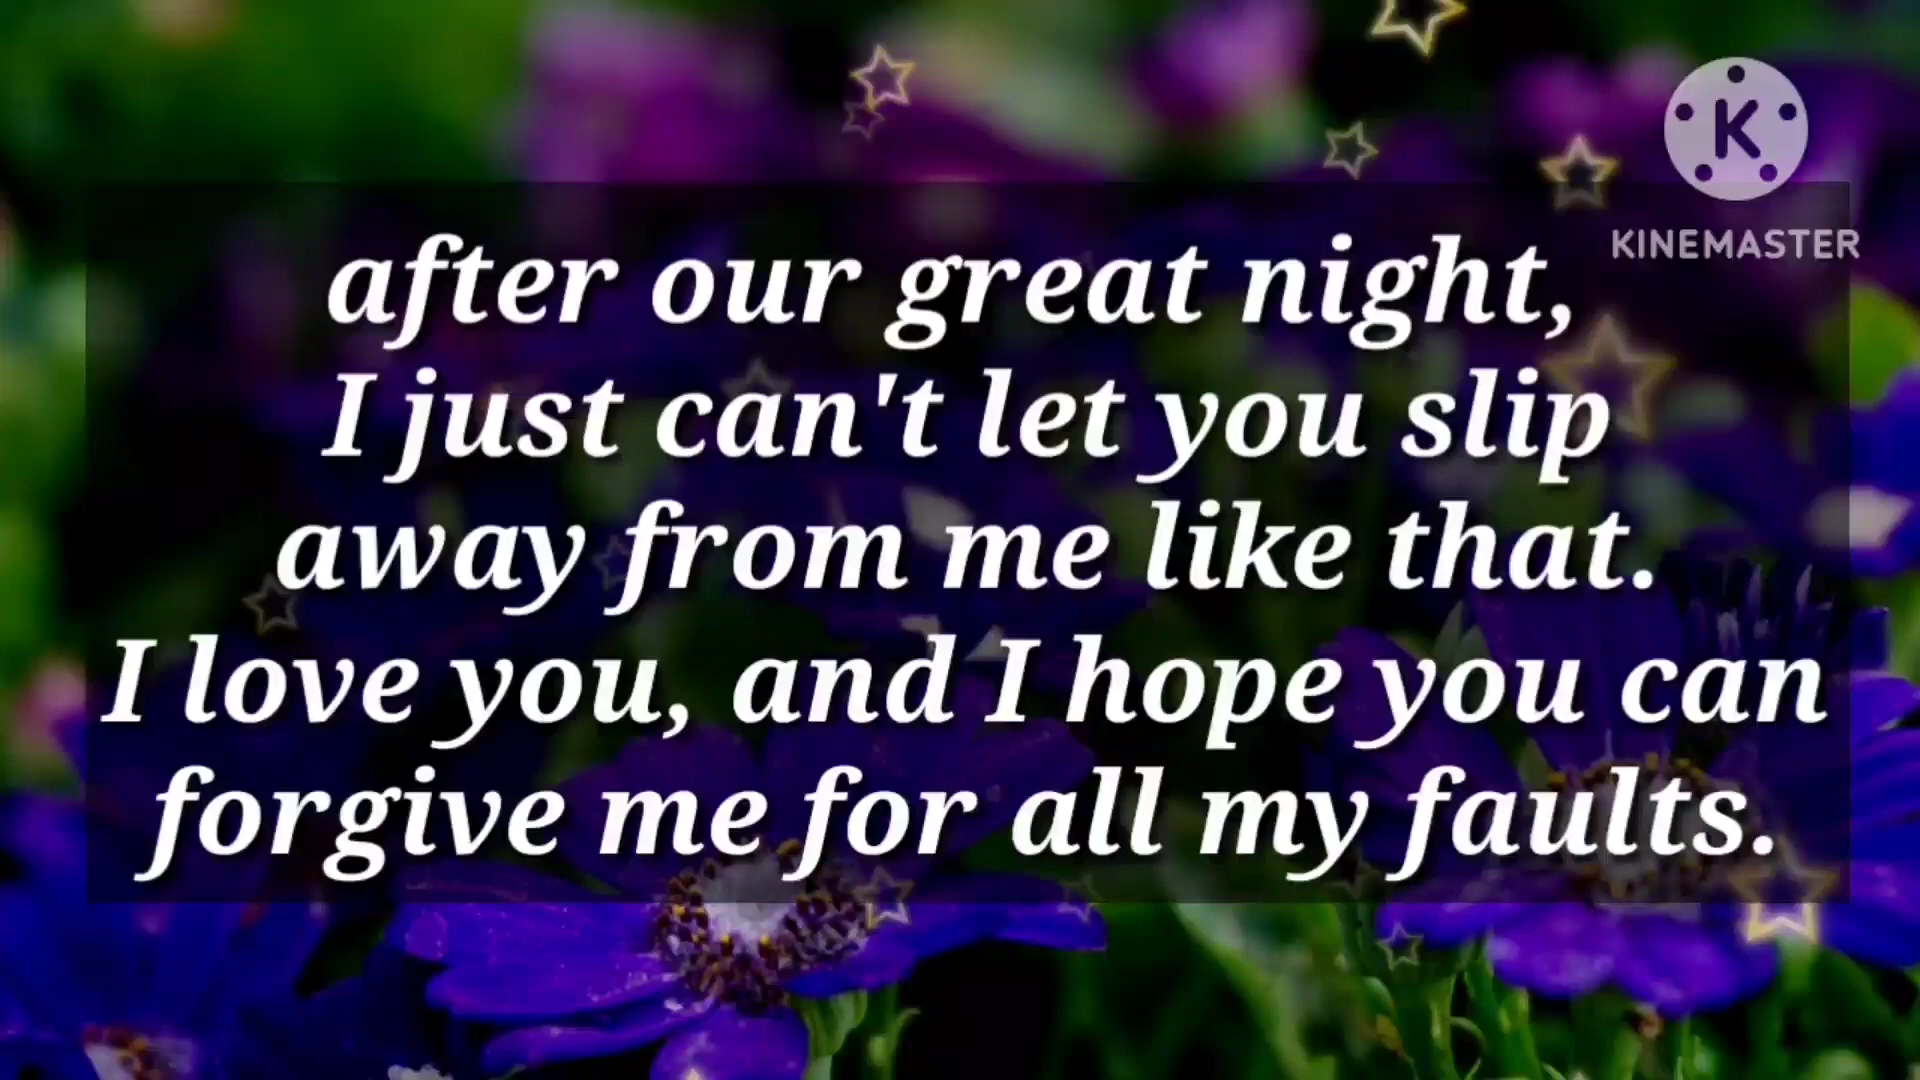 KINEMASTER
after our great night,
I just can't let you slip
away from me like that.
I love you, and I hope you can
forgive me for all my faults.